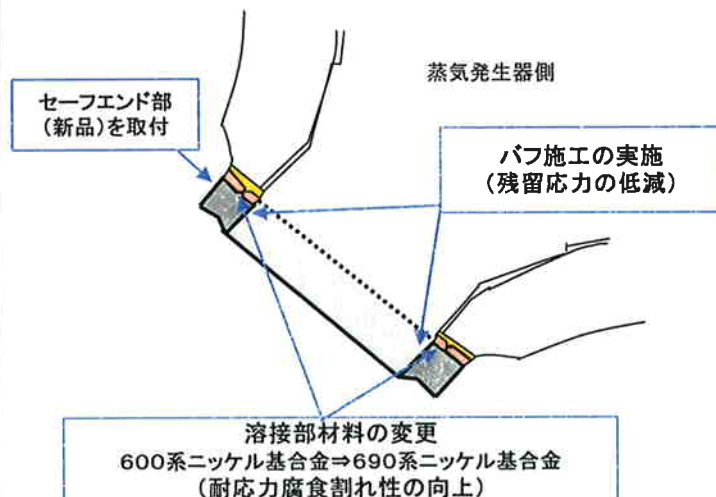 蒸気発生器側
セーフエンド部
(新品)を取付
バフ施工の実施
(残留応力の低減)
溶接部材料の変更
600系ニッケル基合金⇒690系ニッケル基合金
(耐応力腐食割れ性の向上)